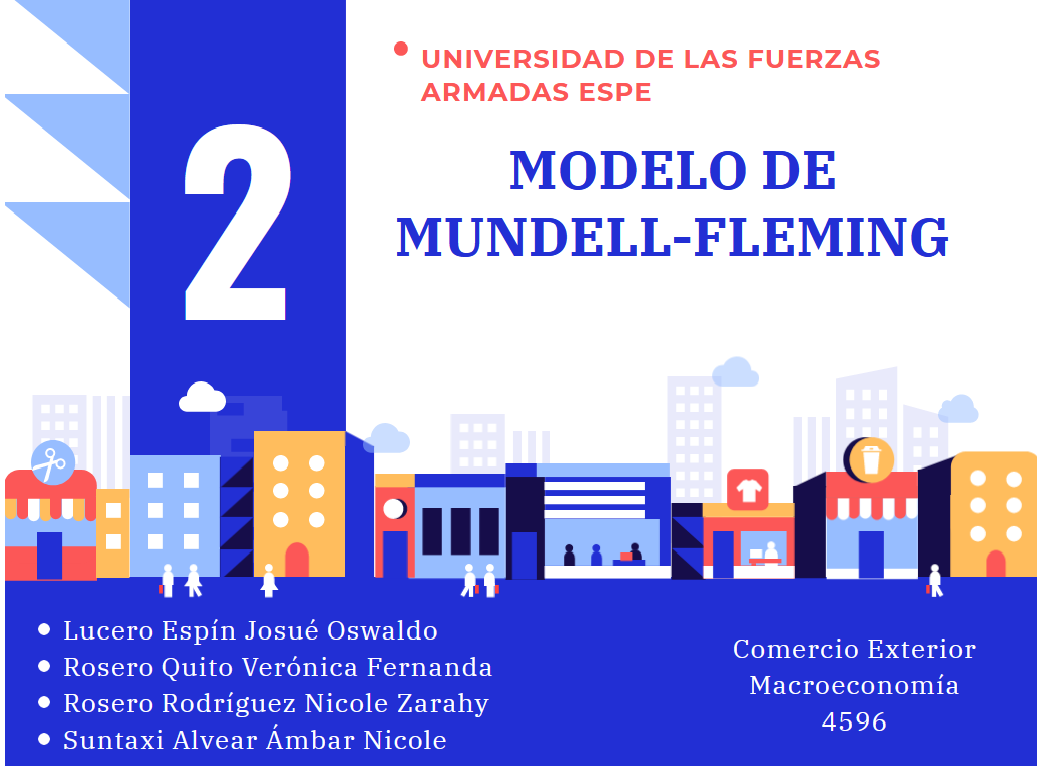 2
UNIVERSIDAD DE LAS FUERZAS
ARMADAS ESPE
MODELO DE
MUNDELL-FLEMING
Lucero Espín Josué Oswaldo
Rosero Quito Verónica Fernanda
Rosero Rodríguez Nicole Zarahy
Suntaxi Alvear Ámbar Nicole
Comercio Exterior
Macroeconomía
4596